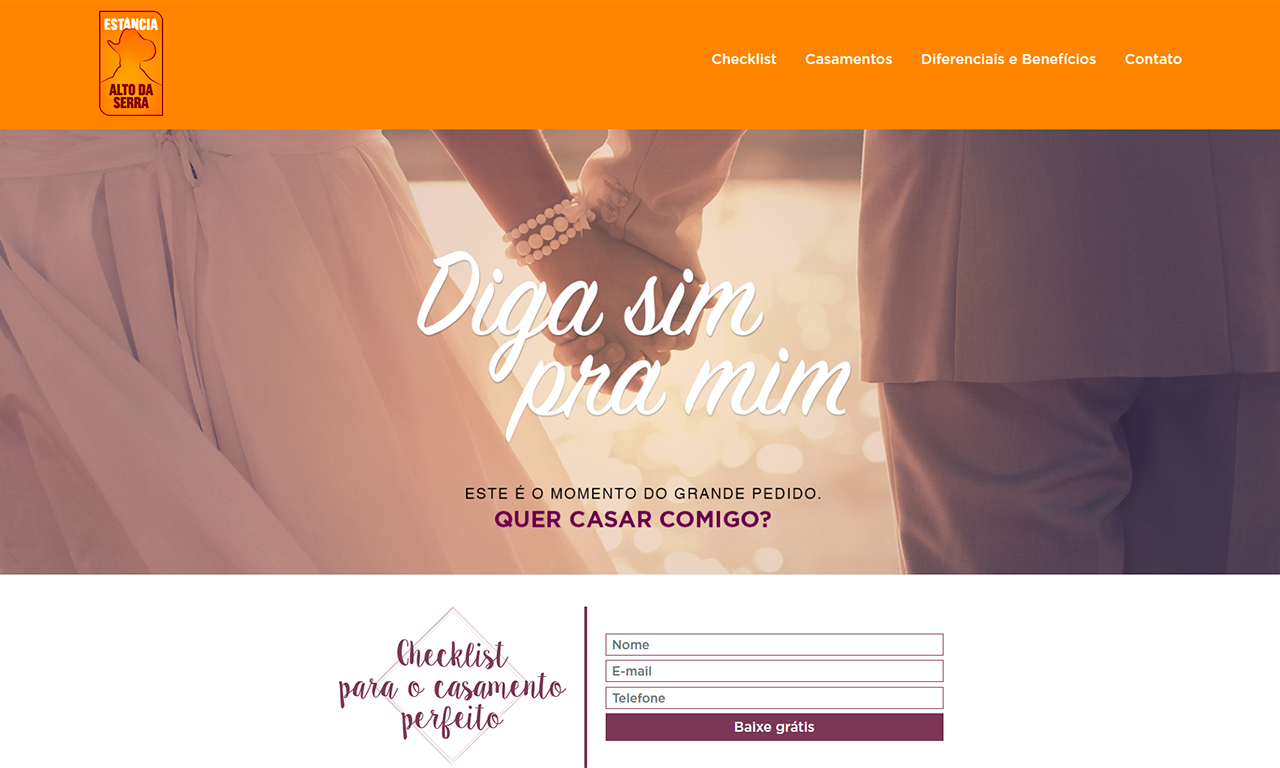 ESTÂNCIA
ALTO DA
SERRA
Checklist
Casamentos
Diferenciais e Benefícios
Contato
Diga sim
pra mim
ESTE É O MOMENTO DO GRANDE PEDIDO.
QUER CASAR COMIGO?
Checklist
para o casamento
perfeito
Nome
E-mail
Telefone
Baixe grátis